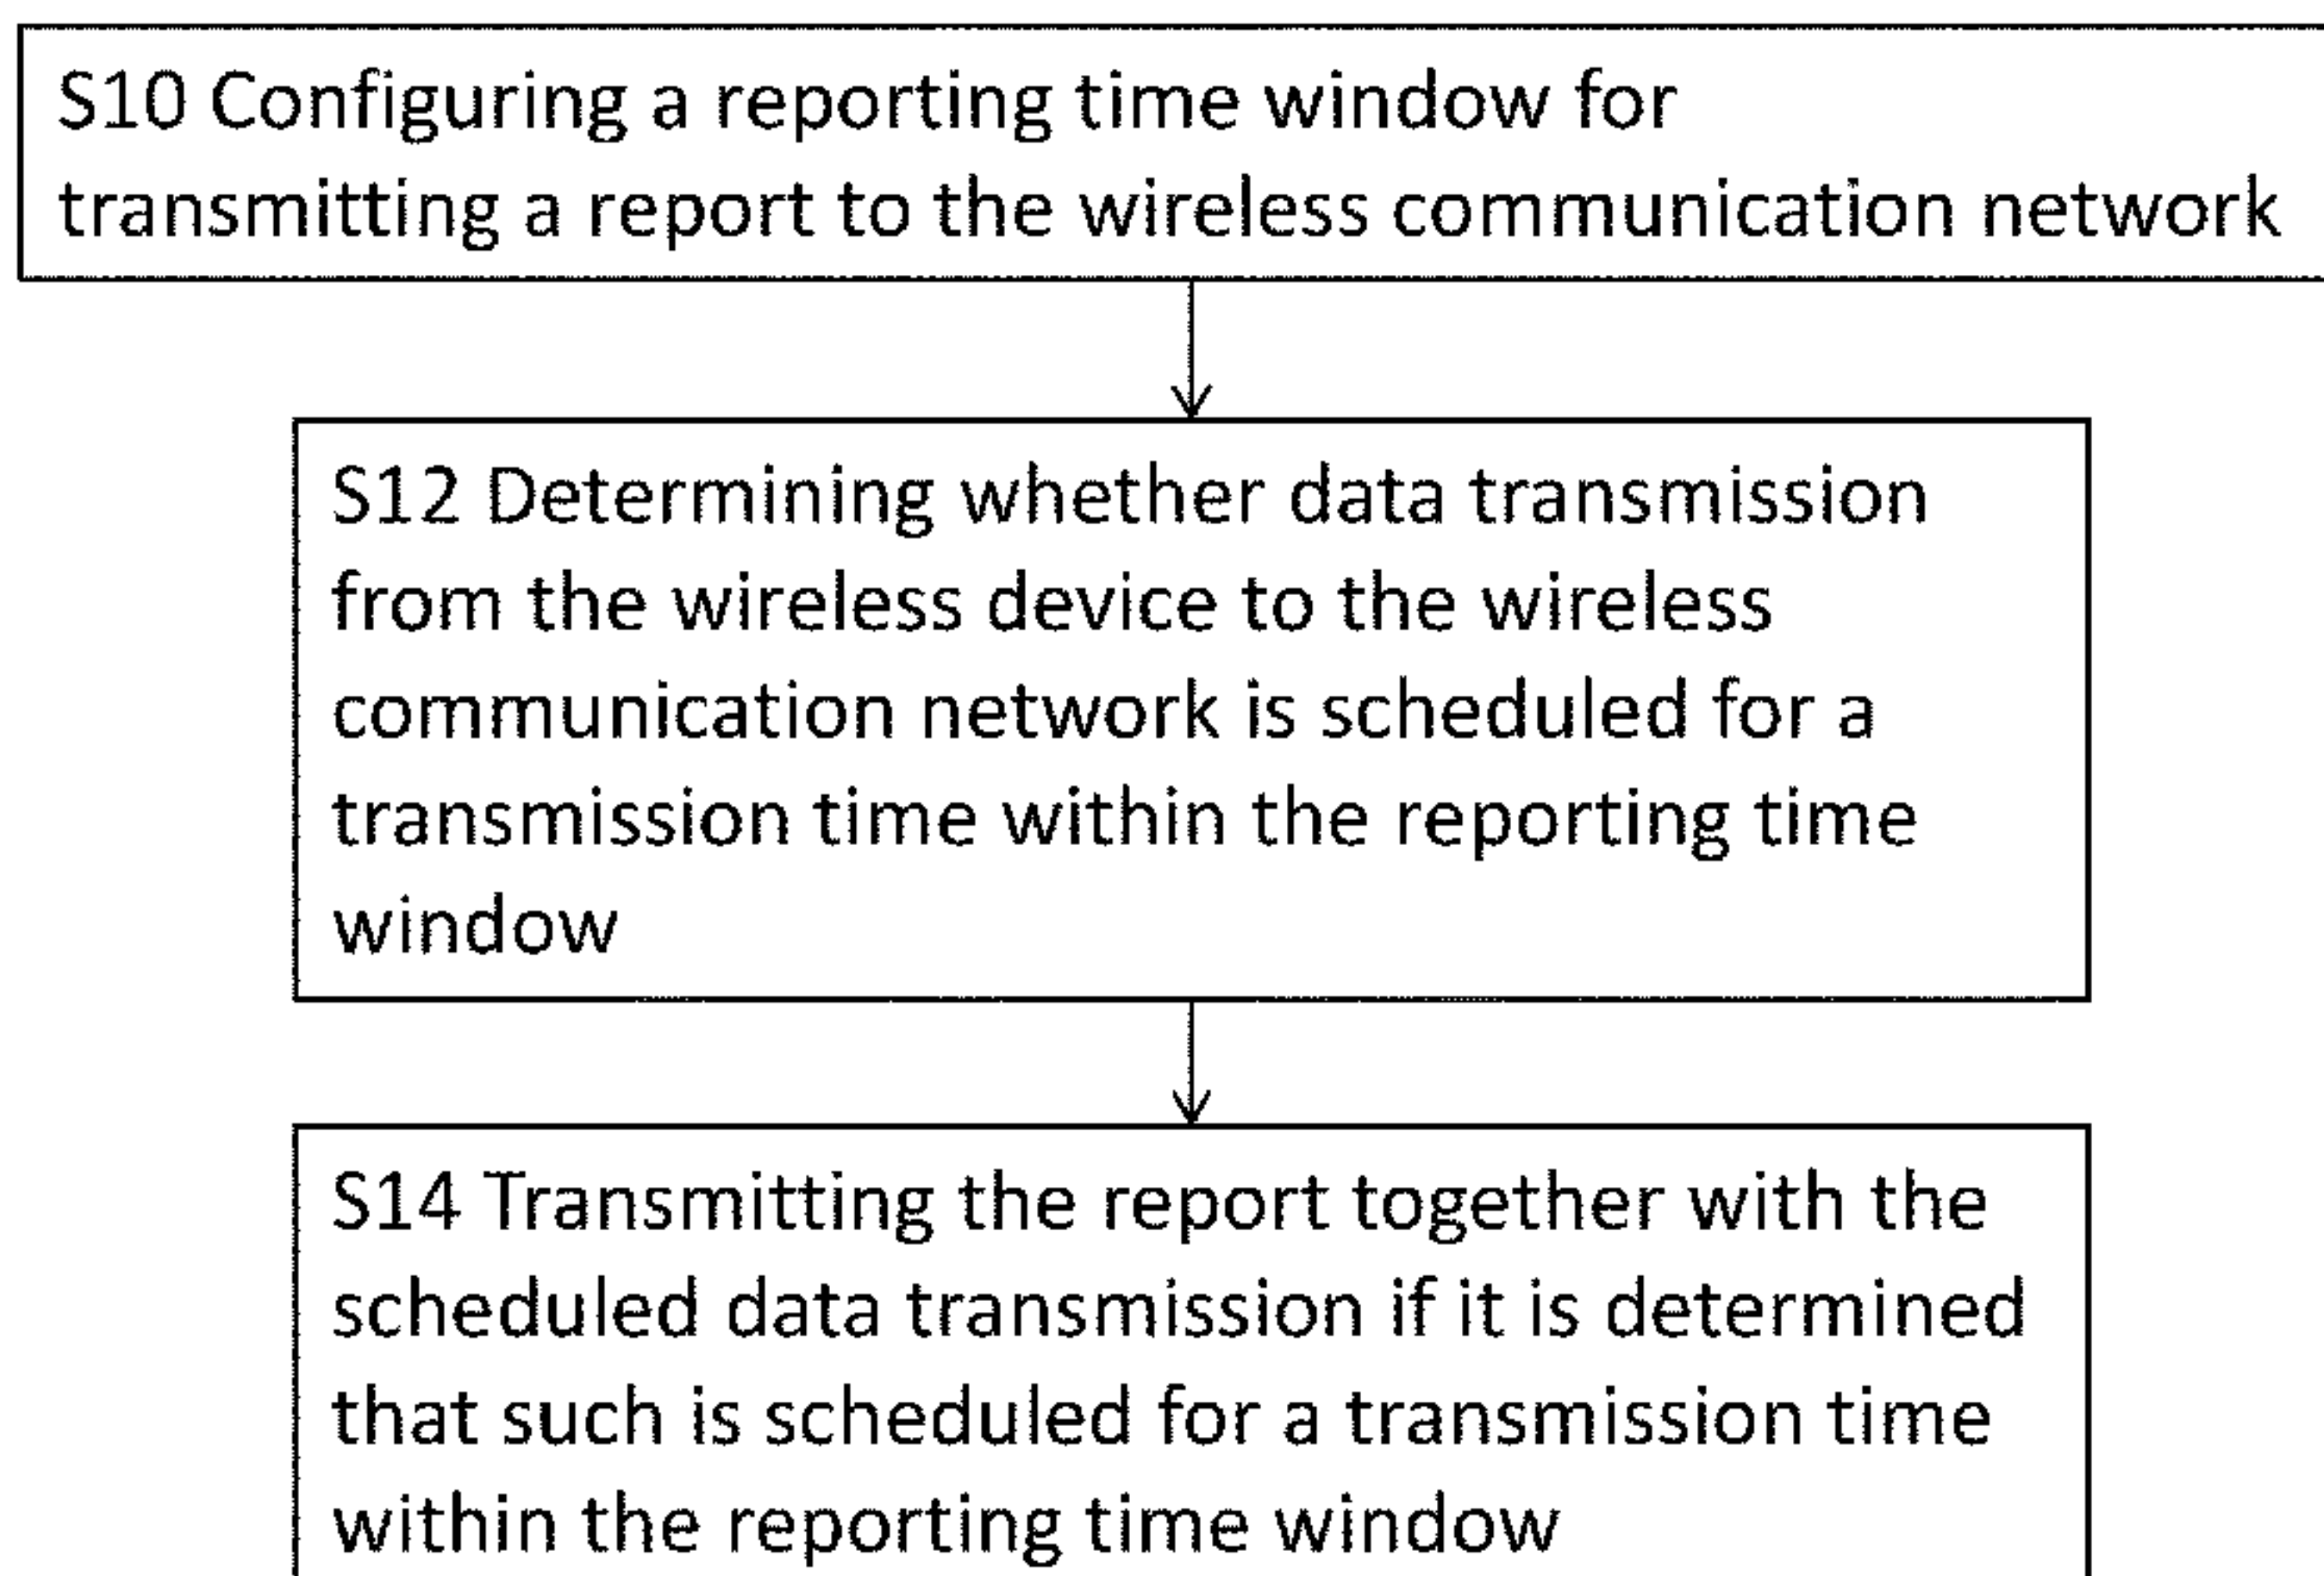 S10 Configuring a reporting time window for
transmitting a report to the wireless communication network
S12 Determining whether data transmission
from the wireless device to the wireless
communication network is scheduled for a
transmission time within the reporting time
window
S14 Transmitting the report together with the
scheduled data transmission if it is determined
that such is scheduled for a transmission time
within the reporting time window